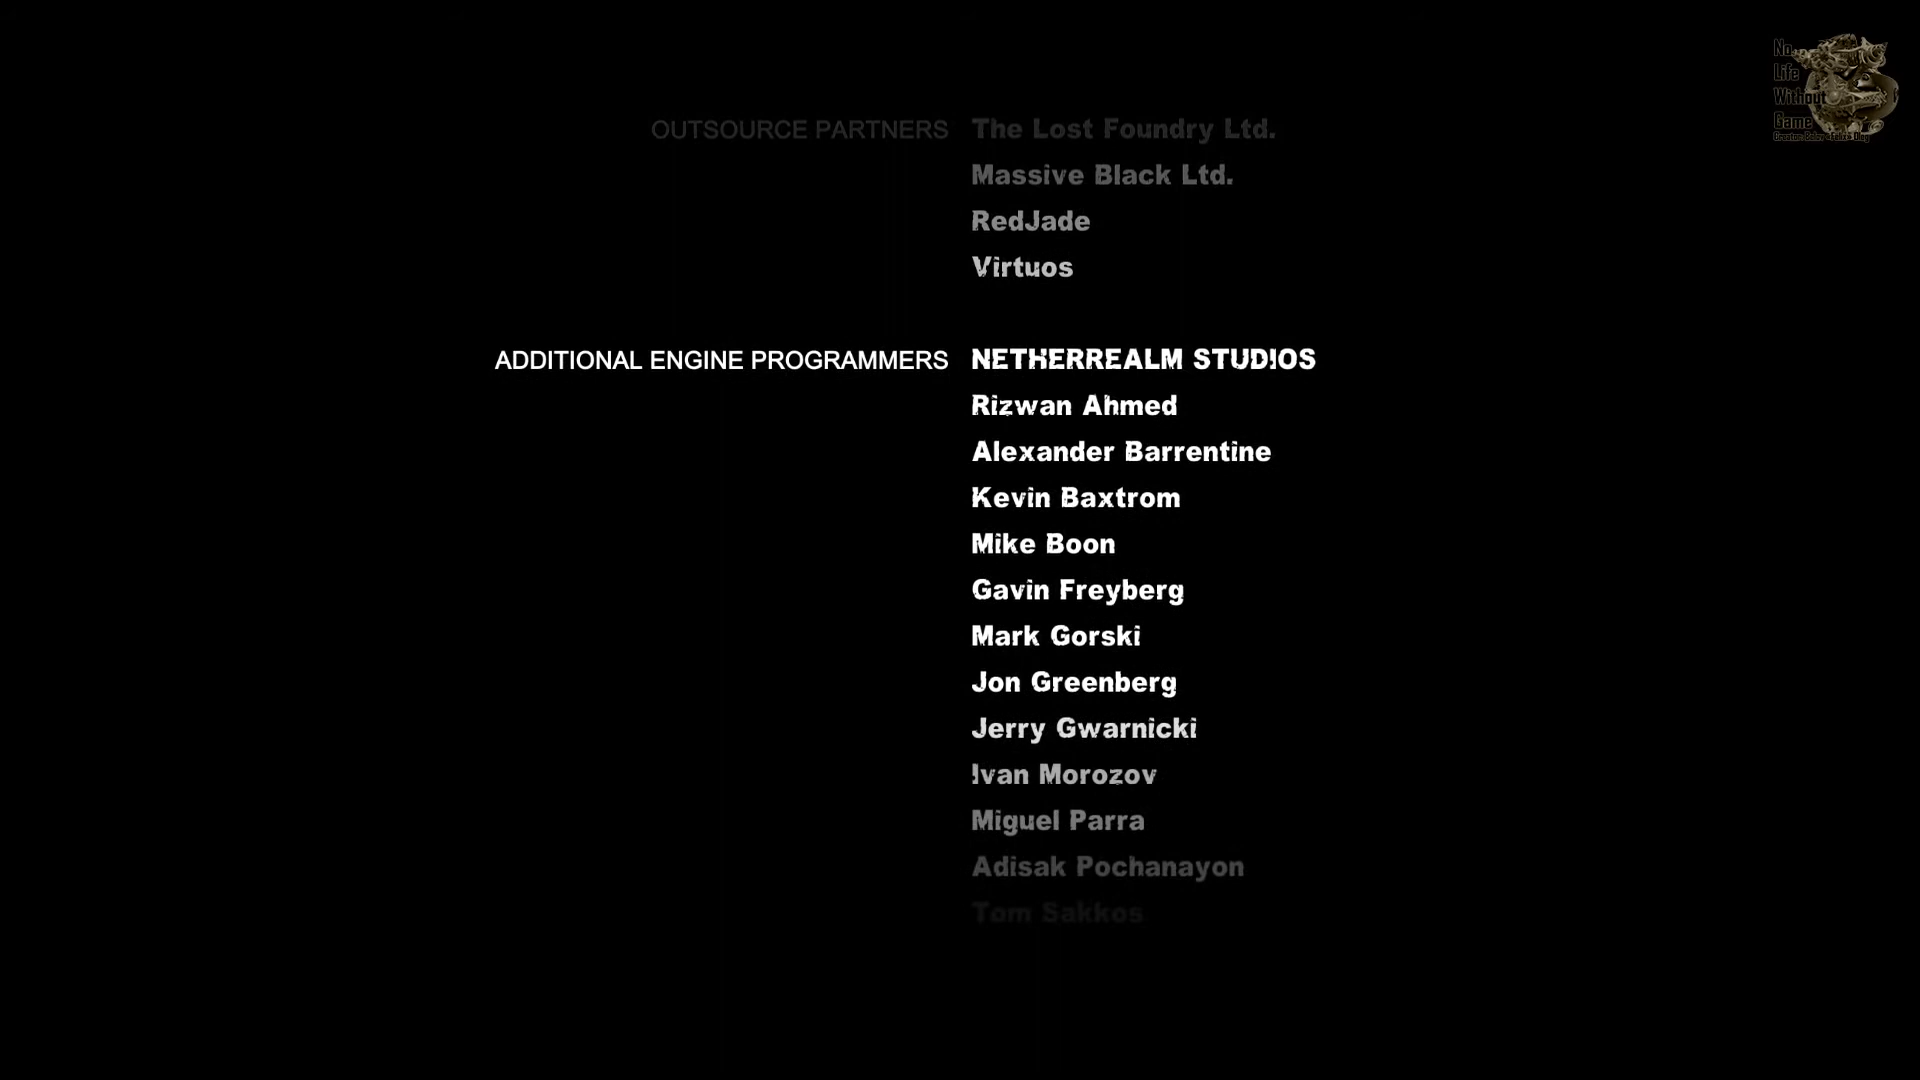 OUTSOURCE PARTNERS The Lost Foundry Ltd.
Massive Black Ltd.
RedJade
Virtuos
ADDITIONAL ENGINE PROGRAMMERS NETHERREALM STUDIOS
Rizwan Ahmed
Alexander Barrentine
Kevin Baxtrom
Mike Boon
Gavin Freyberg
Mark Gorski
Jon Greenberg
Jerry Gwarnicki
Ivan Morozov
Miguel Parra
Adisak Pochanayon
Tom Sakkos
No
Life
Without
Game